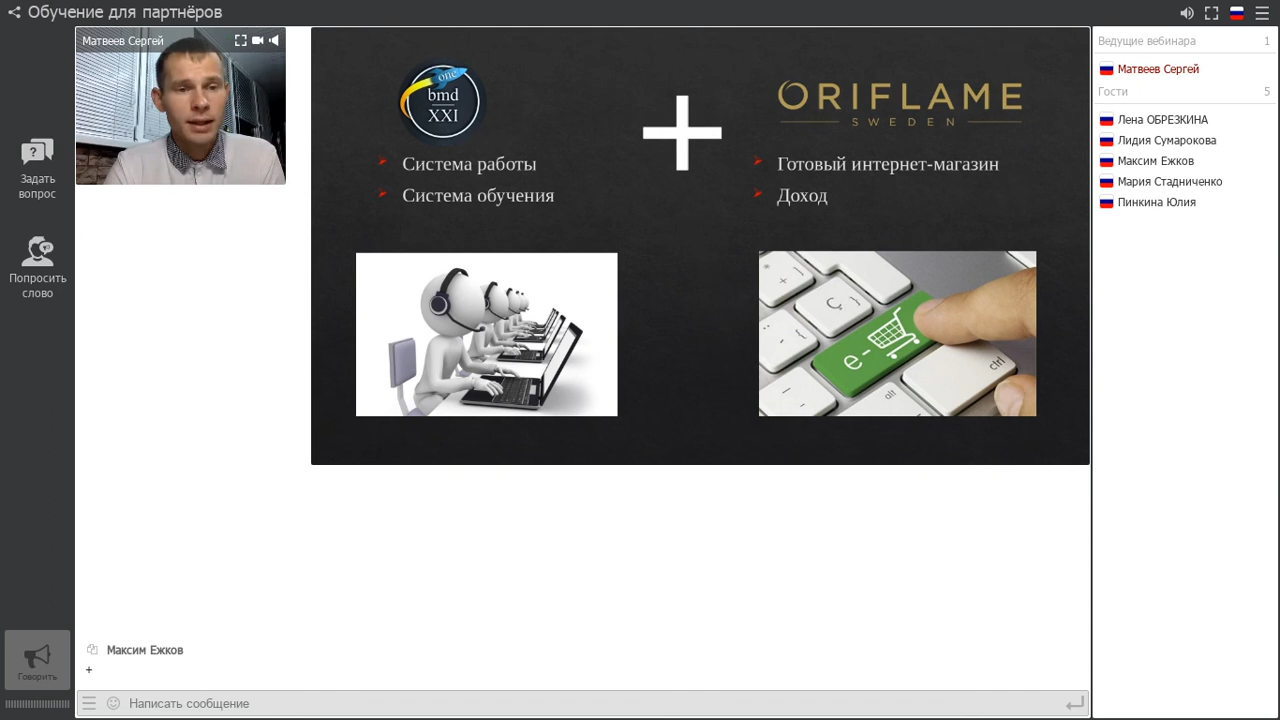 Обучение для партнёров
Матвеев Сергей
Задать
вопрос
Попросить
слово
Говорить
one
bmd
XXI
Система работы
Система обучения
ORIFLAME
SWEDEN
Готовый интернет-магазин
Доход
e-
ctrl
alt
Максим Ежков
+
Написать сообщение
Ведущие вебинара 1
Матвеев Сергей
Гости 5
Лена ОБРЕЗКИНА
Лидия Сумарокова
Максим Ежков
Мария Стадниченко
Пинкина Юлия